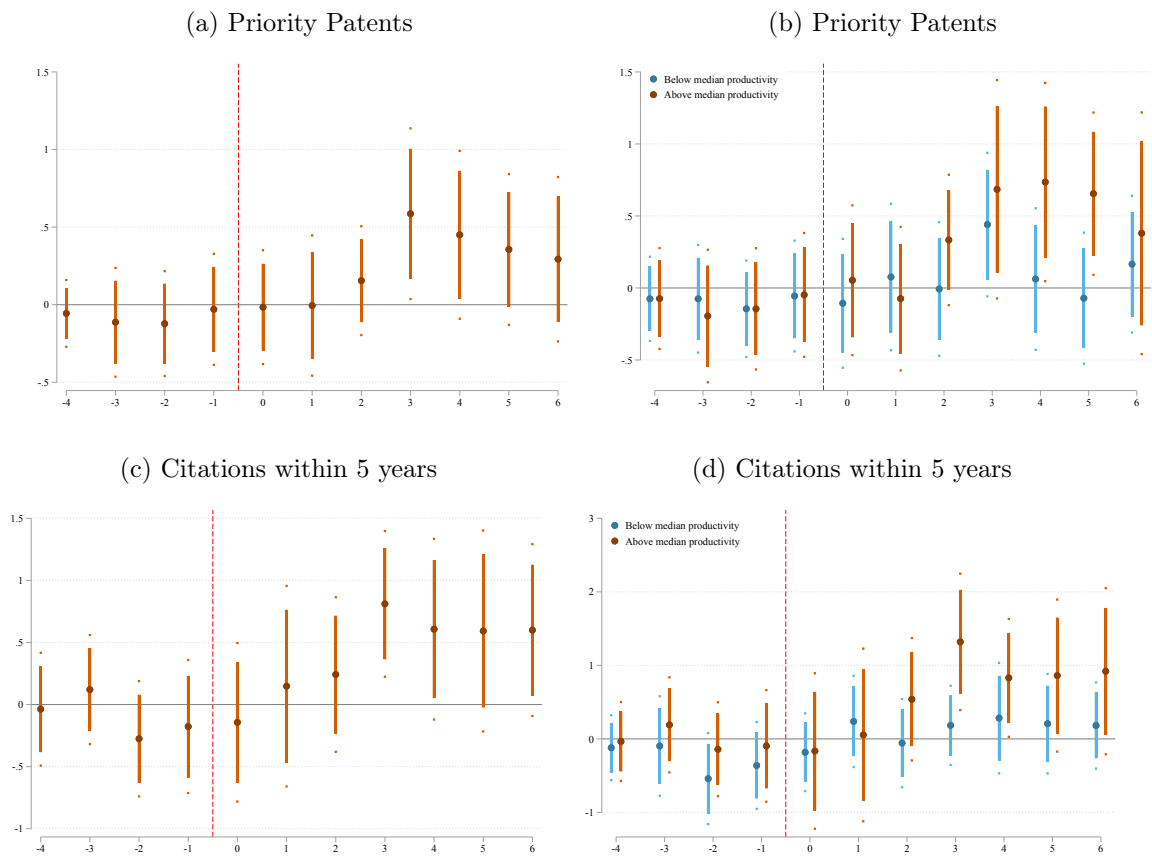 (a) Priority Patents
1.5
1
.5
0
-.5
-4 -3 -2 -1 0 1 2 3 4 5 6
(b) Priority Patents
Below median productivity
Above median productivity
1.5
1
.5
0
-.5
-4 -3 -2 -1 0 1 2 3 4 5 6
(c) Citations within 5 years
1.5
1
.5
0
-.5
-1
-4 -3 -2 -1 0 1 2 3 4 5 6
(d) Citations within 5 years
Below median productivity
Above median productivity
3
2
1
0
-1
-4 -3 -2 -1 0 1 2 3 4 5 6